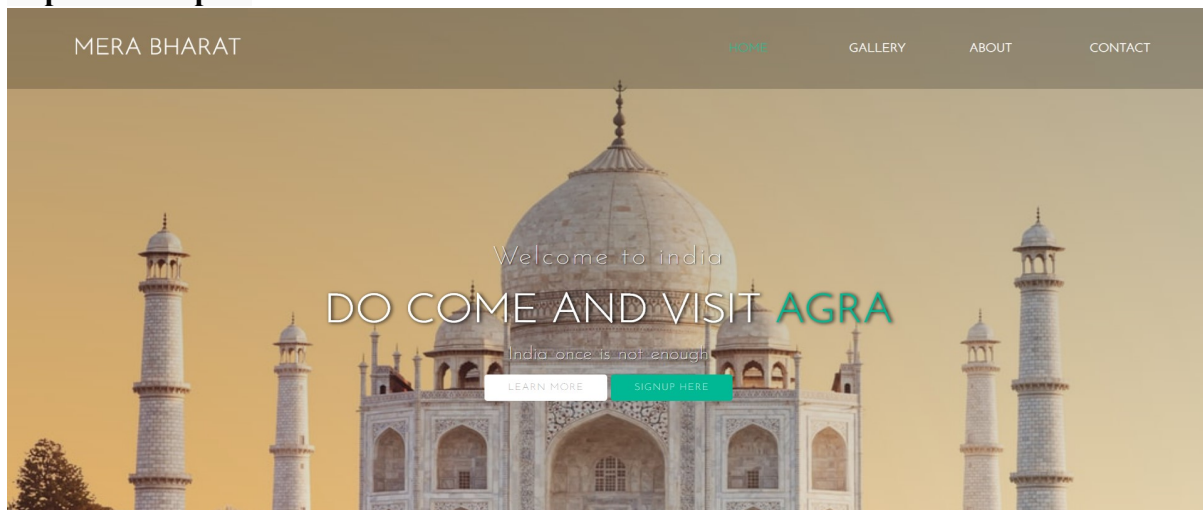 MERA BHARAT
HOME GALLERY ABOUT CONTACT
Welcome to india
DO COME AND VISIT AGRA
India once is not enough
LEARN MORE SIGNUP HERE